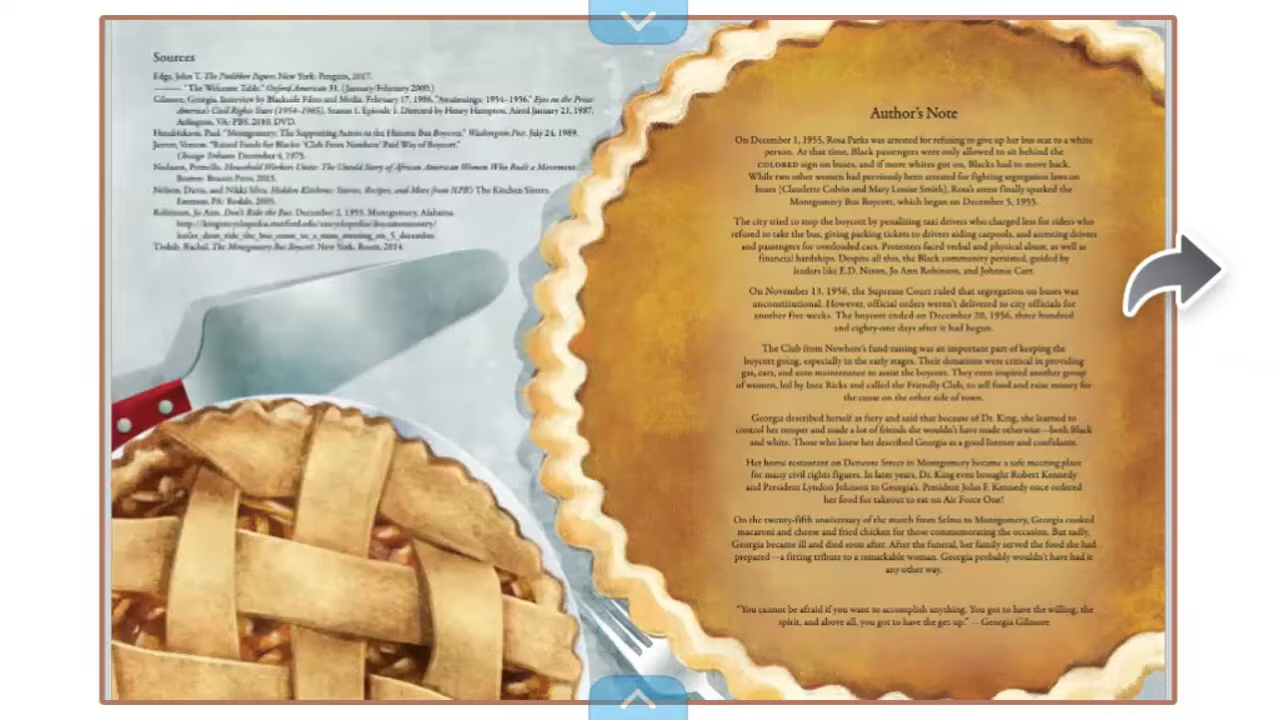 Sources
Edge, John T. The Potlikker Papers. New York: Penguin, 2017.
———. "The Welcome Table." Oxford American 31. (January/February 2000.)
Gilmore, Georgia. Interview by Blackside Films and Media. February 17, 1986. "Awakenings: 1954–1956." Eyes on the Prize:
America's Civil Rights Years (1954–1965). Season 1, Episode 1. Directed by Henry Hampton. Aired January 21, 1987.
Arlington, VA: PBS, 2010, DVD.
Hendrickson, Paul. "Montgomery: The Supporting Actors in the Historic Bus Boycott." Washington Post. July 24, 1989.
Jarrett, Vernon. "Raised Funds for Blacks: 'Club From Nowhere' Paid Way of Boycott."
Chicago Tribune. December 4, 1975.
Nadasen, Premilla. Household Workers Unite: The Untold Story of African American Women Who Built a Movement.
Boston: Beacon Press, 2015.
Nelson, Davia, and Nikki Silva. Hidden Kitchens: Stories, Recipes, and More from NPR's The Kitchen Sisters.
Emmaus, PA: Rodale, 2005.
Robinson, Jo Ann. Don't Ride the Bus. December 2, 1955. Montgomery, Alabama.
Tisdale, Rachel. The Montgomery Bus Boycott. New York: Rosen, 2014.
Author's Note
On December 1, 1955, Rosa Parks was arrested for refusing to give up her bus seat to a white
person. At that time, Black passengers were only allowed to sit behind the
COLORED sign on buses, and if more whites got on, Blacks had to move back.
While two other women had previously been arrested for fighting segregation laws on
buses (Claudette Colvin and Mary Louise Smith), Rosa's arrest finally sparked the
Montgomery Bus Boycott, which began on December 5, 1955.
The city tried to stop the boycott by penalizing taxi drivers who charged less for riders who
refused to take the bus, giving parking tickets to drivers aiding carpools, and arresting drivers
and passengers for overloaded cars. Protesters faced verbal and physical abuse, as well as
financial hardships. Despite all this, the Black community persisted, guided by
leaders like E.D. Nixon, Jo Ann Robinson, and Johnnie Carr.
On November 13, 1956, the Supreme Court ruled that segregation on buses was
unconstitutional. However, official orders weren't delivered to city officials for
another five weeks. The boycott ended on December 20, 1956, three hundred
and eighty-one days after it had begun.
The Club from Nowhere's fund-raising was an important part of keeping the
boycott going, especially in the early stages. Their donations were critical in providing
gas, cars, and auto maintenance to assist the boycott. They even inspired another group
of women, led by Inez Ricks and called the Friendly Club, to sell food and raise money for
the cause on the other side of town.
Georgia described herself as fiery and said that because of Dr. King, she learned to
control her temper and made a lot of friends she wouldn't have made otherwise—both Black
and white. Those who knew her described Georgia as a good listener and confidante.
Her home restaurant on Dericote Street in Montgomery became a safe meeting place
for many civil rights figures. In later years, Dr. King even brought Robert Kennedy
and President Lyndon Johnson to Georgia's. President John F. Kennedy once ordered
her food for takeout to eat on Air Force One!
On the twenty-fifth anniversary of the march from Selma to Montgomery, Georgia cooked
macaroni and cheese and fried chicken for those commemorating the occasion. But sadly,
Georgia became ill and died soon after. After the funeral, her family served the food she had
prepared—a fitting tribute to a remarkable woman. Georgia probably wouldn't have had it
any other way.
"You cannot be afraid if you want to accomplish anything. You got to have the willing, the
spirit, and above all, you got to have the get-up." —Georgia Gilmore